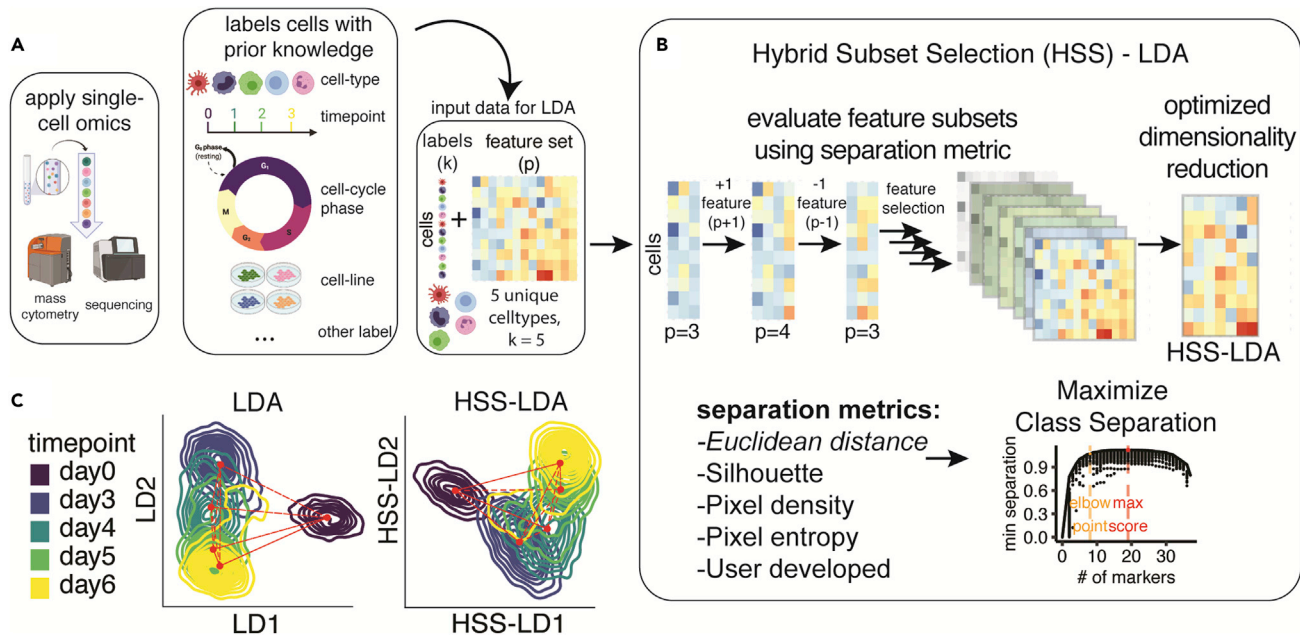 A
apply single-
cell omics
mass
cytometry
sequencing
labels cells with
prior knowledge
cell-type
0 1 2 3
timepoint
G₀ phase
(resting)
G₁
S
G₂
M
cell-cycle
phase
cell-line
...
other label
input data for LDA
labels
(k)
feature set
(p)
cells
+
5 unique
celltypes,
k = 5
B
Hybrid Subset Selection (HSS) - LDA
evaluate feature subsets
using separation metric
optimized
dimensionality
reduction
cells
+1
feature
(p+1)
-1
feature
(p-1)
feature
selection
p=3
p=4
p=3
HSS-LDA
separation metrics:
-Euclidean distance
-Silhouette
-Pixel density
-Pixel entropy
-User developed
Maximize
Class Separation
min separation
0.9
0.6
0.3
0.0
elbow
point
max
score
0 10 20 30
# of markers
C
timepoint
day0
day3
day4
day5
day6
LDA
LD2
LD1
HSS-LDA
HSS-LD2
HSS-LD1